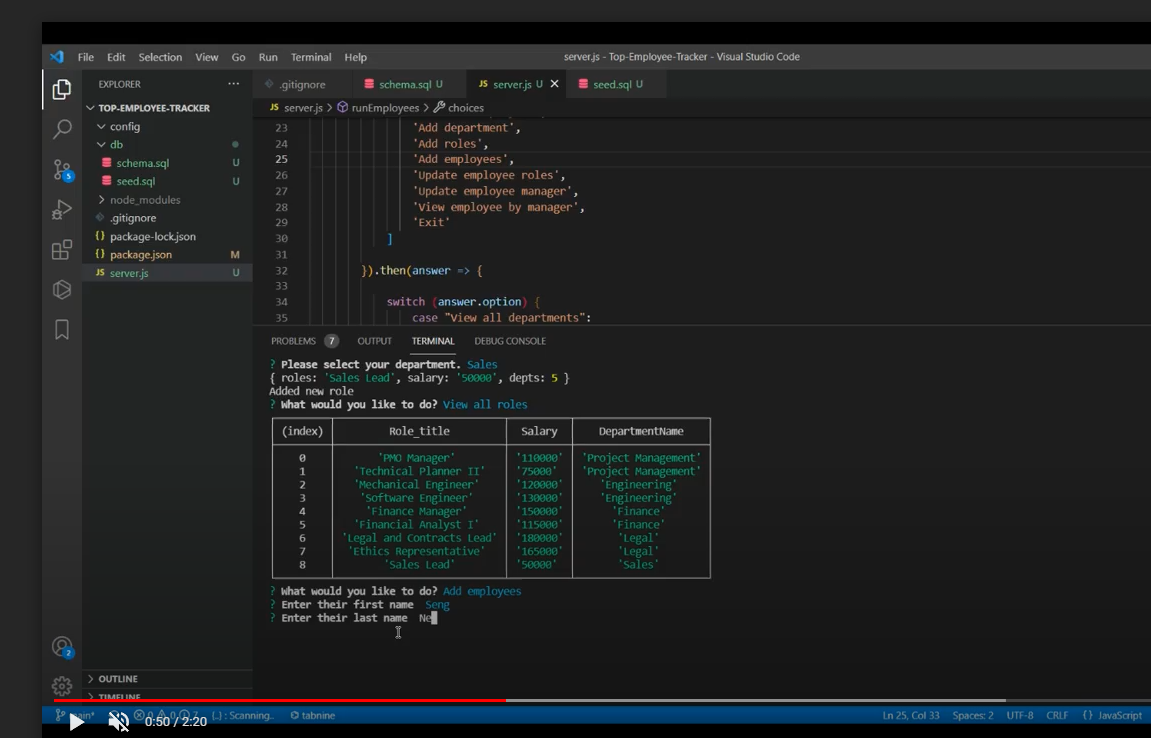 File Edit Selection View Go Run Terminal Help
server.js - Top-Employee-Tracker - Visual Studio Code
EXPLORER ...
TOP-EMPLOYEE-TRACKER
config
db
schema.sql U
seed.sql U
node_modules
.gitignore
{} package-lock.json
{} package.json M
JS server.js U
OUTLINE
TIMELINE
5
2
.gitignore schema.sql U JS server.js U seed.sql U
JS server.js > runEmployees > choices
23 'Add department',
24 'Add roles',
25 'Add employees',
26 'Update employee roles',
27 'Update employee manager',
28 'View employee by manager',
29 'Exit'
30 ]
31
32 }).then(answer => {
33
34 switch (answer.option) {
35 case "View all departments":
PROBLEMS 7 OUTPUT TERMINAL DEBUG CONSOLE
? Please select your department. Sales
{ roles: 'Sales Lead', salary: '50000', depts: 5 }
Added new role
? What would you like to do? View all roles
(index) Role_title Salary DepartmentName
0 'PMO Manager' '110000' 'Project Management'
1 'Technical Planner II' '75000' 'Project Management'
2 'Mechanical Engineer' '120000' 'Engineering'
3 'Software Engineer' '130000' 'Engineering'
4 'Finance Manager' '150000' 'Finance'
5 'Financial Analyst I' '115000' 'Finance'
6 'Legal and Contracts Lead' '180000' 'Legal'
7 'Ethics Representative' '165000' 'Legal'
8 'Sales Lead' '50000' 'Sales'
? What would you like to do? Add employees
? Enter their first name Seng
? Enter their last name Ne
0:50 / 2:20
{..} : Scanning.. tabnine
Ln 25, Col 33 Spaces: 2 UTF-8 CRLF {} JavaScript